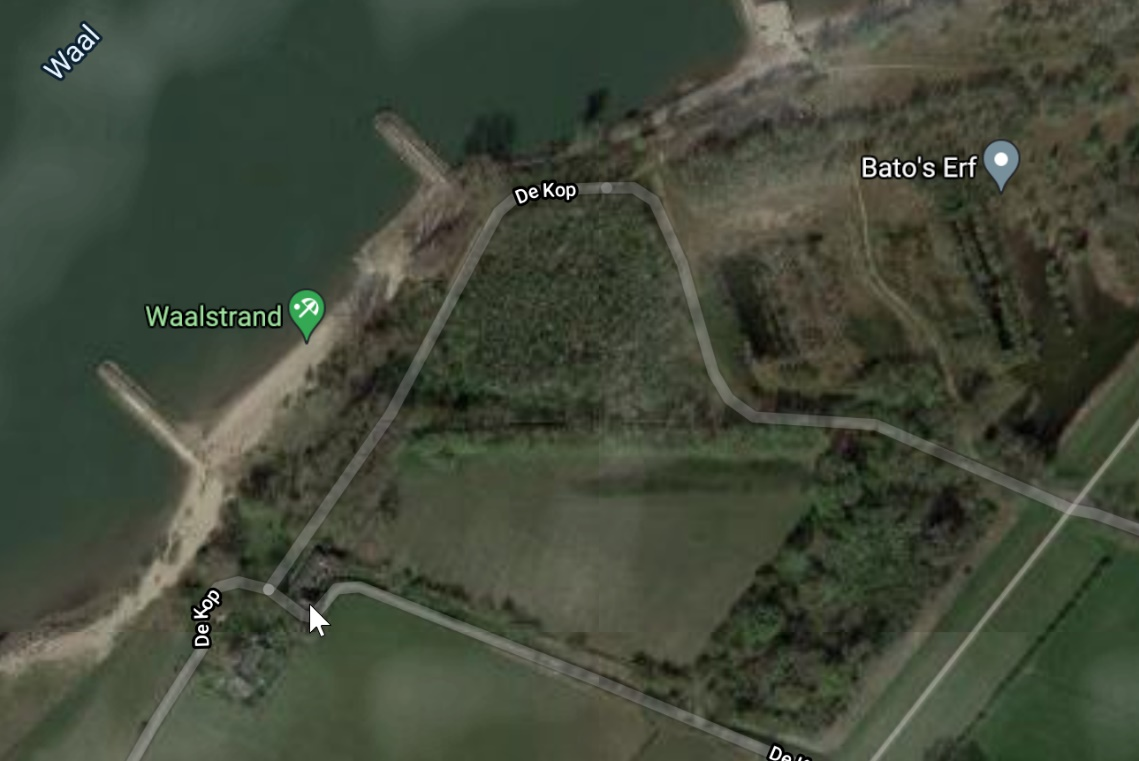 Waal
De Kop
Bato's Erf
Waalstrand
De Kop